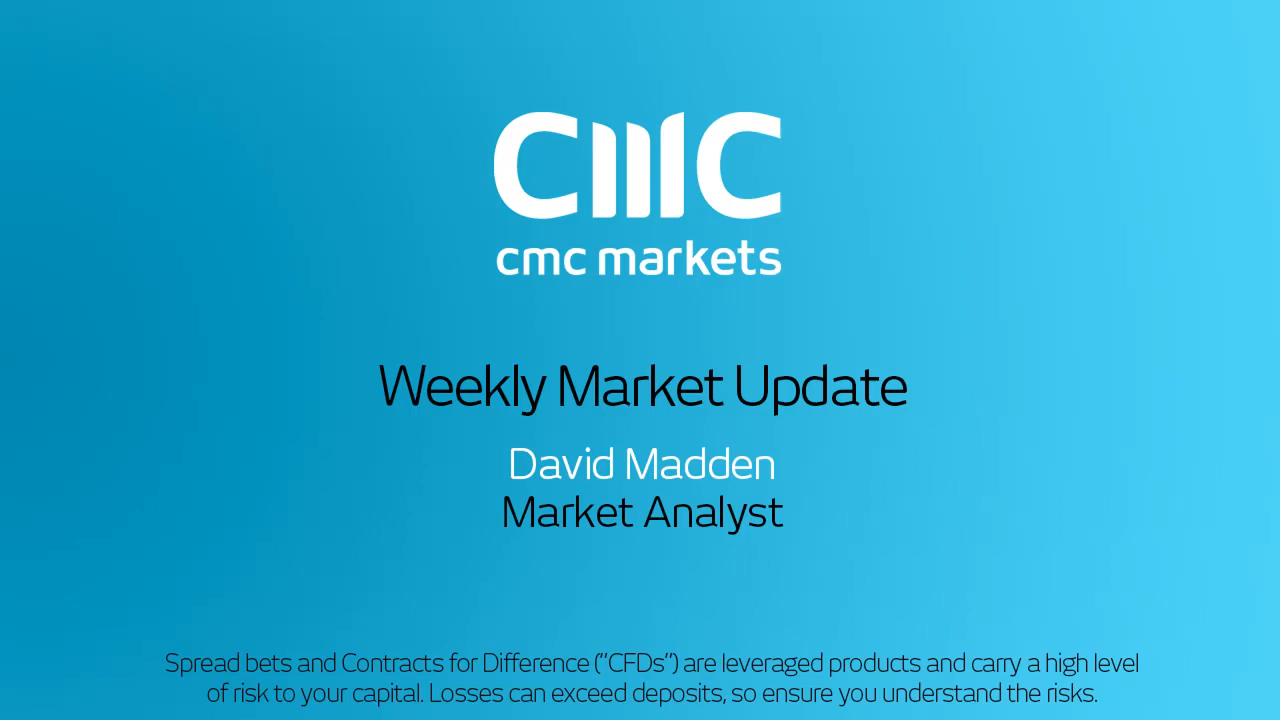 CMC
cmc markets
Weekly Market Update
David Madden
Market Analyst
Spread bets and Contracts for Difference (“CFDs”) are leveraged products and carry a high level
of risk to your capital. Losses can exceed deposits, so ensure you understand the risks.